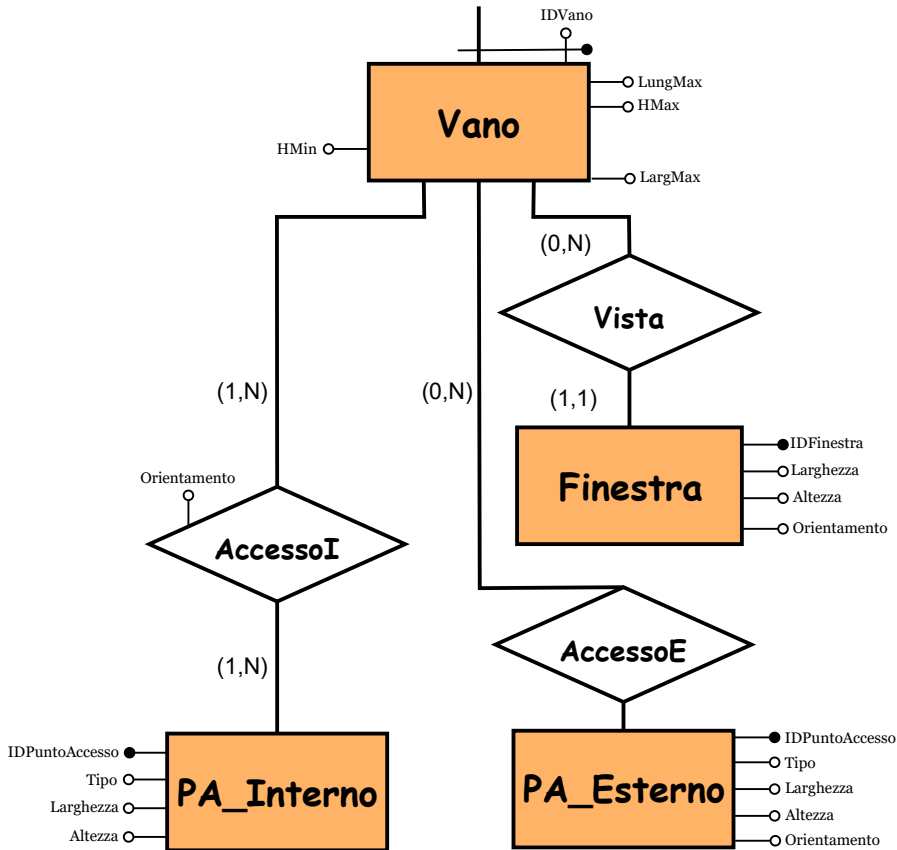 IDVano
LungMax
HMax
Vano
HMin
LargMax
(0,N)
Vista
(1,N)
(0,N)
(1,1)
IDFinestra
Larghezza
Finestra
Altezza
Orientamento
Orientamento
AccessoI
AccessoE
(1,N)
IDPuntoAccesso
Tipo
PA_Interno
Larghezza
Altezza
IDPuntoAccesso
Tipo
PA_Esterno
Larghezza
Altezza
Orientamento